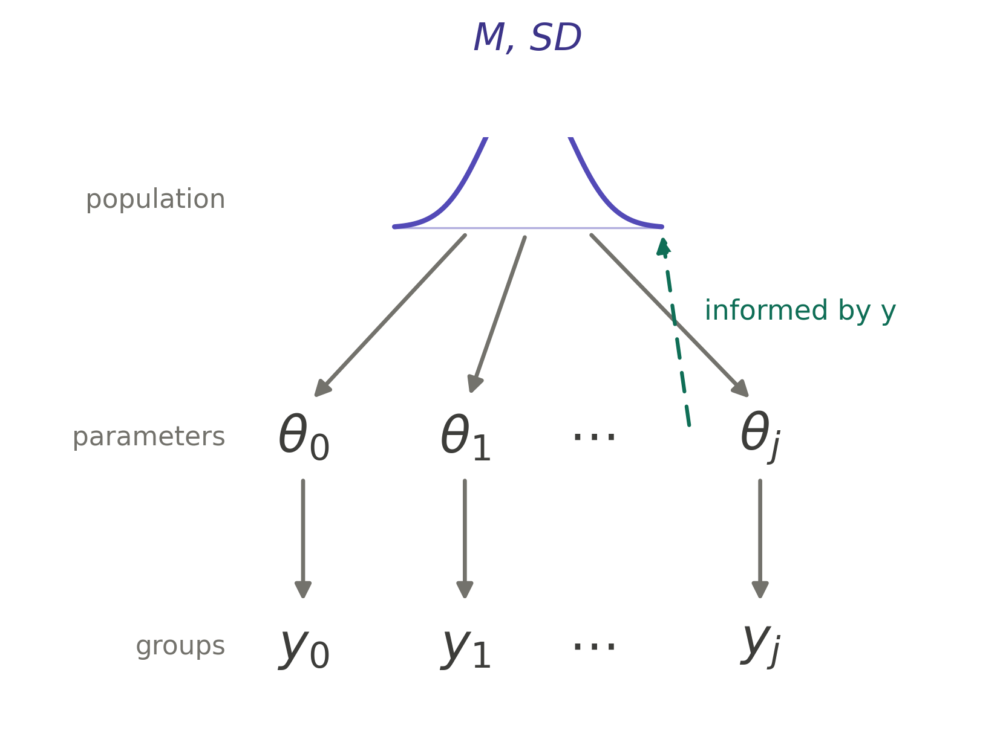 M, SD
population
informed by y
parameters θ₀ θ₁ ⋯ θⱼ
groups y₀ y₁ ⋯ yⱼ